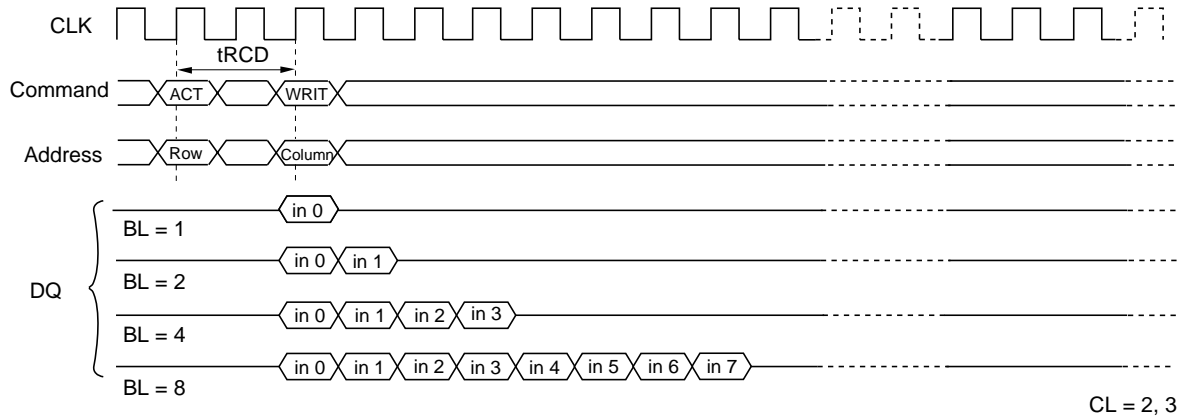 CLK
tRCD
Command ACT WRIT
Address Row Column
DQ
in 0
BL = 1
in 0 in 1
BL = 2
in 0 in 1 in 2 in 3
BL = 4
in 0 in 1 in 2 in 3 in 4 in 5 in 6 in 7
BL = 8
CL = 2, 3